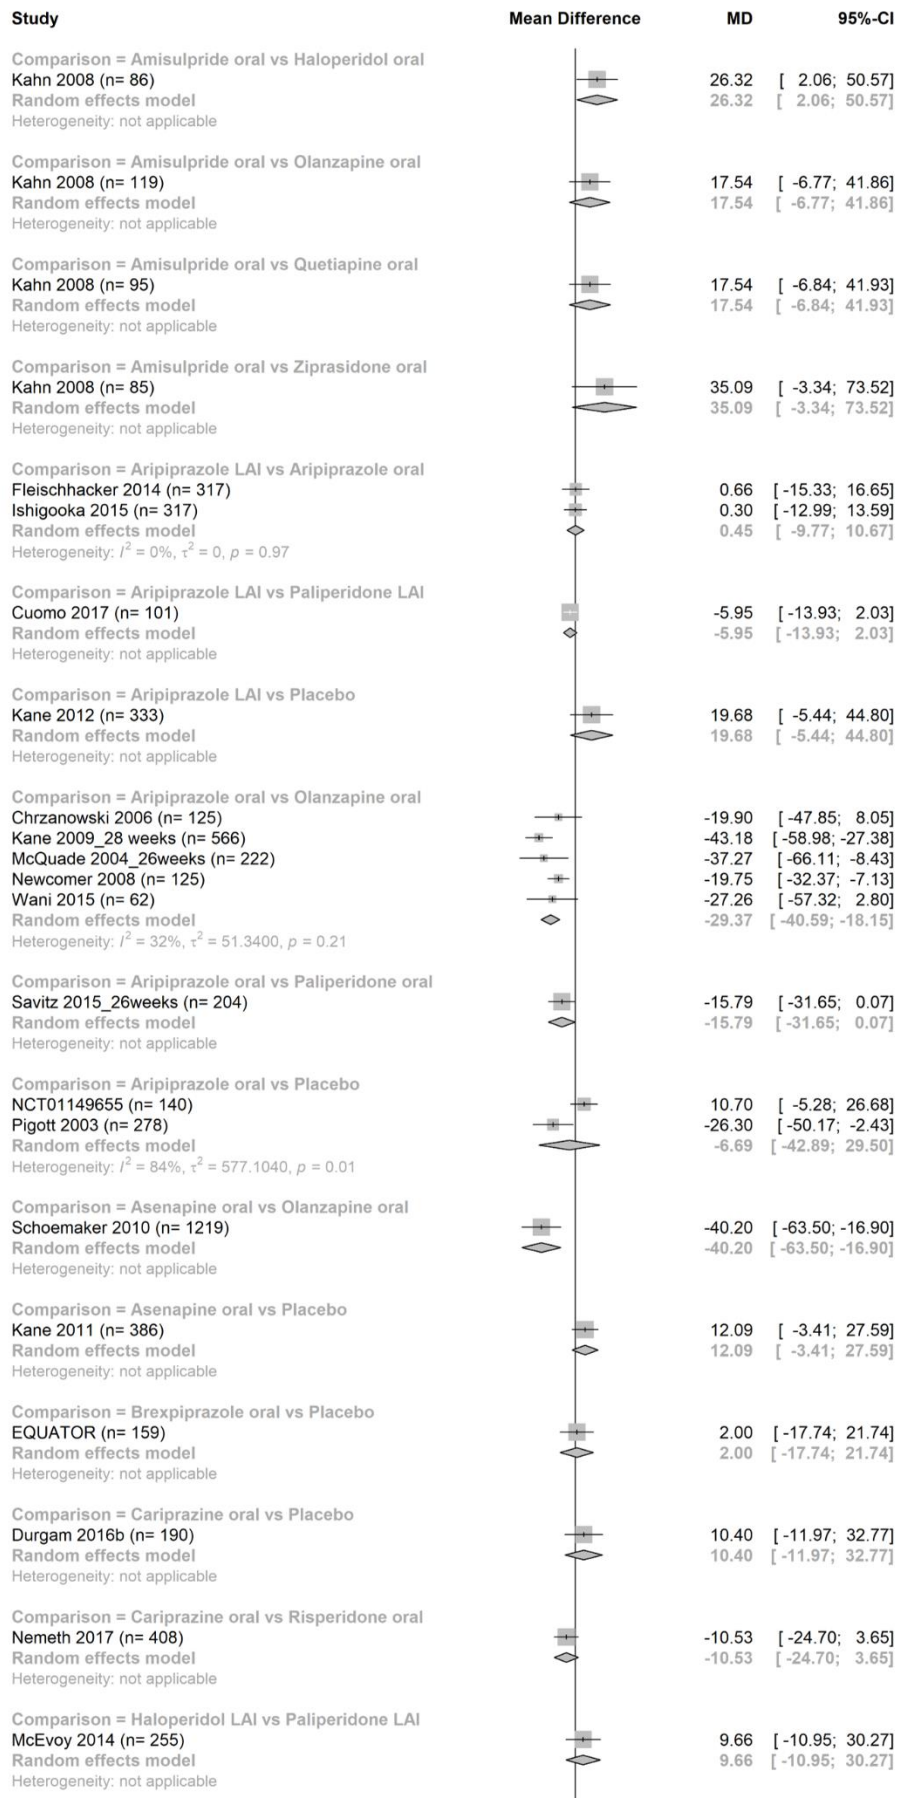 Study Mean Difference MD 95%-CI
Comparison = Amisulpride oral vs Haloperidol oral
Kahn 2008 (n= 86) 26.32 [ 2.06; 50.57]
Random effects model 26.32 [ 2.06; 50.57]
Heterogeneity: not applicable
Comparison = Amisulpride oral vs Olanzapine oral
Kahn 2008 (n= 119) 17.54 [ -6.77; 41.86]
Random effects model 17.54 [ -6.77; 41.86]
Heterogeneity: not applicable
Comparison = Amisulpride oral vs Quetiapine oral
Kahn 2008 (n= 95) 17.54 [ -6.84; 41.93]
Random effects model 17.54 [ -6.84; 41.93]
Heterogeneity: not applicable
Comparison = Amisulpride oral vs Ziprasidone oral
Kahn 2008 (n= 85) 35.09 [ -3.34; 73.52]
Random effects model 35.09 [ -3.34; 73.52]
Heterogeneity: not applicable
Comparison = Aripiprazole LAI vs Aripiprazole oral
Fleischhacker 2014 (n= 317) 0.66 [ -15.33; 16.65]
Ishigooka 2015 (n= 317) 0.30 [ -12.99; 13.59]
Random effects model 0.45 [ -9.77; 10.67]
Heterogeneity: I² = 0%, τ² = 0, p = 0.97
Comparison = Aripiprazole LAI vs Paliperidone LAI
Cuomo 2017 (n= 101) -5.95 [ -13.93; 2.03]
Random effects model -5.95 [ -13.93; 2.03]
Heterogeneity: not applicable
Comparison = Aripiprazole LAI vs Placebo
Kane 2012 (n= 333) 19.68 [ -5.44; 44.80]
Random effects model 19.68 [ -5.44; 44.80]
Heterogeneity: not applicable
Comparison = Aripiprazole oral vs Olanzapine oral
Chrzanowski 2006 (n= 125) -19.90 [ -47.85; 8.05]
Kane 2009_28 weeks (n= 566) -43.18 [ -58.98; -27.38]
McQuade 2004_26weeks (n= 222) -37.27 [ -66.11; -8.43]
Newcomer 2008 (n= 125) -19.75 [ -32.37; -7.13]
Wani 2015 (n= 62) -27.26 [ -57.32; 2.80]
Random effects model -29.37 [ -40.59; -18.15]
Heterogeneity: I² = 32%, τ² = 51.3400, p = 0.21
Comparison = Aripiprazole oral vs Paliperidone oral
Savitz 2015_26weeks (n= 204) -15.79 [ -31.65; 0.07]
Random effects model -15.79 [ -31.65; 0.07]
Heterogeneity: not applicable
Comparison = Aripiprazole oral vs Placebo
NCT01149655 (n= 140) 10.70 [ -5.28; 26.68]
Pigott 2003 (n= 278) -26.30 [ -50.17; -2.43]
Random effects model -6.69 [ -42.89; 29.50]
Heterogeneity: I² = 84%, τ² = 577.1040, p = 0.01
Comparison = Asenapine oral vs Olanzapine oral
Schoemaker 2010 (n= 1219) -40.20 [ -63.50; -16.90]
Random effects model -40.20 [ -63.50; -16.90]
Heterogeneity: not applicable
Comparison = Asenapine oral vs Placebo
Kane 2011 (n= 386) 12.09 [ -3.41; 27.59]
Random effects model 12.09 [ -3.41; 27.59]
Heterogeneity: not applicable
Comparison = Brexpiprazole oral vs Placebo
EQUATOR (n= 159) 2.00 [ -17.74; 21.74]
Random effects model 2.00 [ -17.74; 21.74]
Heterogeneity: not applicable
Comparison = Cariprazine oral vs Placebo
Durgam 2016b (n= 190) 10.40 [ -11.97; 32.77]
Random effects model 10.40 [ -11.97; 32.77]
Heterogeneity: not applicable
Comparison = Cariprazine oral vs Risperidone oral
Nemeth 2017 (n= 408) -10.53 [ -24.70; 3.65]
Random effects model -10.53 [ -24.70; 3.65]
Heterogeneity: not applicable
Comparison = Haloperidol LAI vs Paliperidone LAI
McEvoy 2014 (n= 255) 9.66 [ -10.95; 30.27]
Random effects model 9.66 [ -10.95; 30.27]
Heterogeneity: not applicable